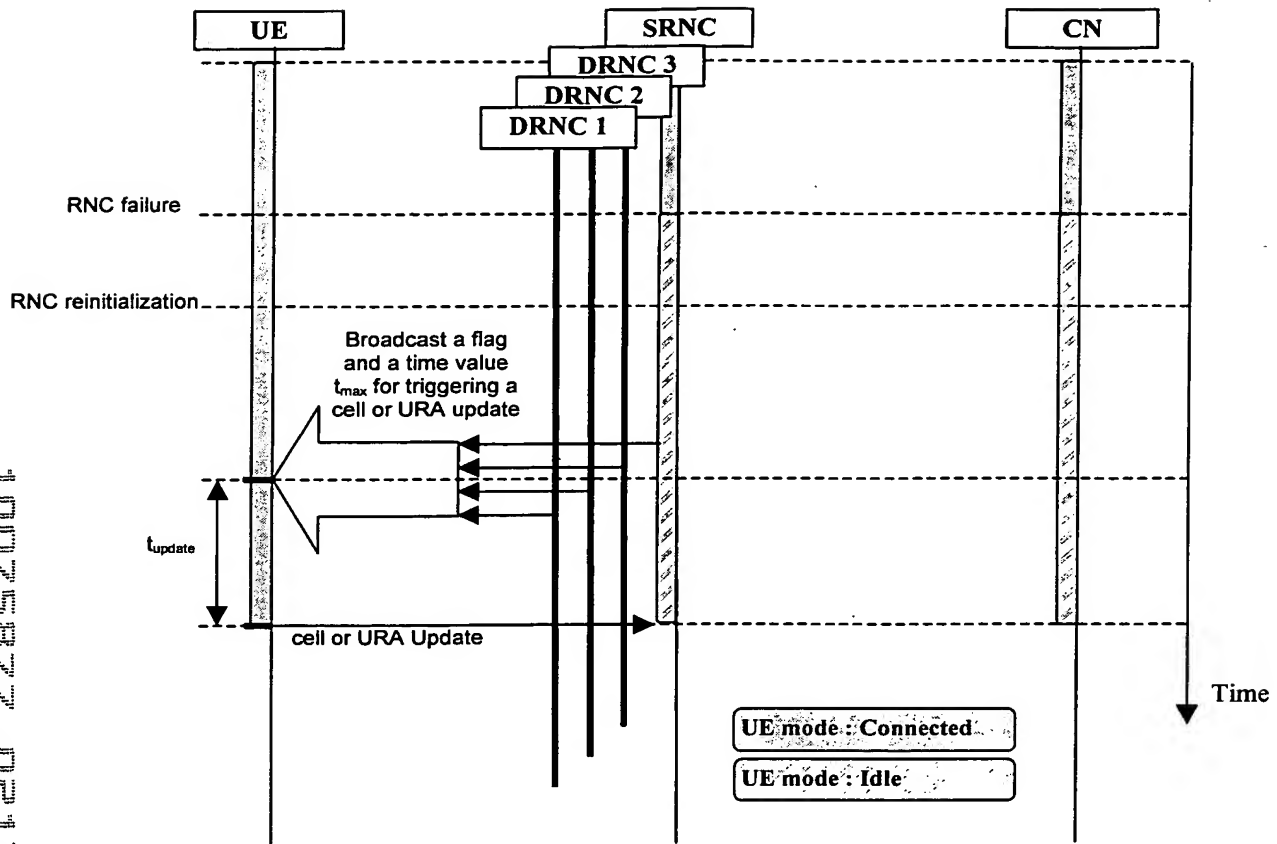 UE
SRNC
CN
DRNC 3
DRNC 2
DRNC 1
RNC failure
RNC reinitialization
Broadcast a flag
and a time value
tmax for triggering a
cell or URA update
tupdate
cell or URA Update
Time
UE mode : Connected
UE mode : Idle